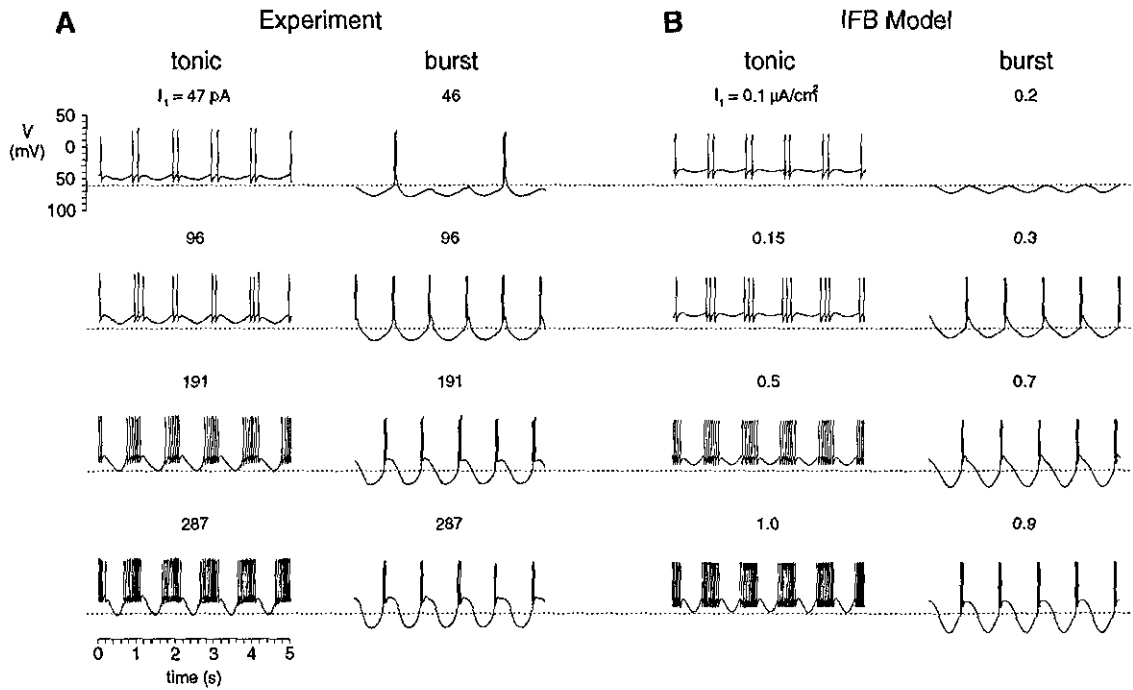 A Experiment B IFB Model
tonic burst tonic burst
I₁ = 47 pA 46 I₁ = 0.1 µA/cm² 0.2
50
V 0
(mV)
50
100
96 96 0.15 0.3
191 191 0.5 0.7
287 287 1.0 0.9
0 1 2 3 4 5
time (s)